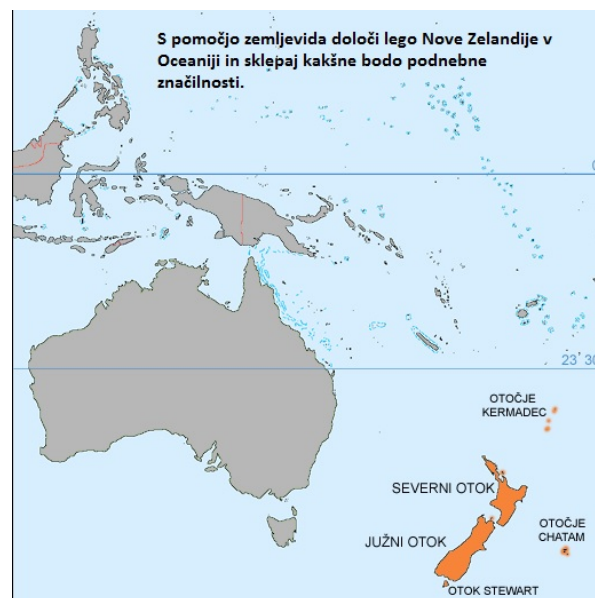 S pomočjo zemljevida določi lego Nove Zelandije v
Oceaniji in sklepaj kakšne bodo podnebne
značilnosti.
0
23 30
OTOČJE
KERMADEC
SEVERNI OTOK
OTOČJE
CHATAM
JUŽNI OTOK
OTOK STEWART